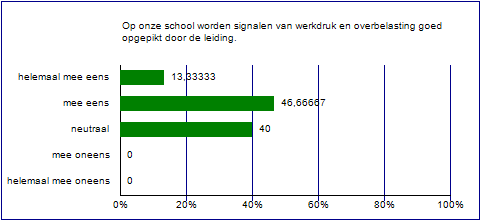 Op onze school worden signalen van werkdruk en overbelasting goed
opgepikt door de leiding.
helemaal mee eens 13,33333
mee eens 46,66667
neutraal 40
mee oneens 0
helemaal mee oneens 0
0% 20% 40% 60% 80% 100%